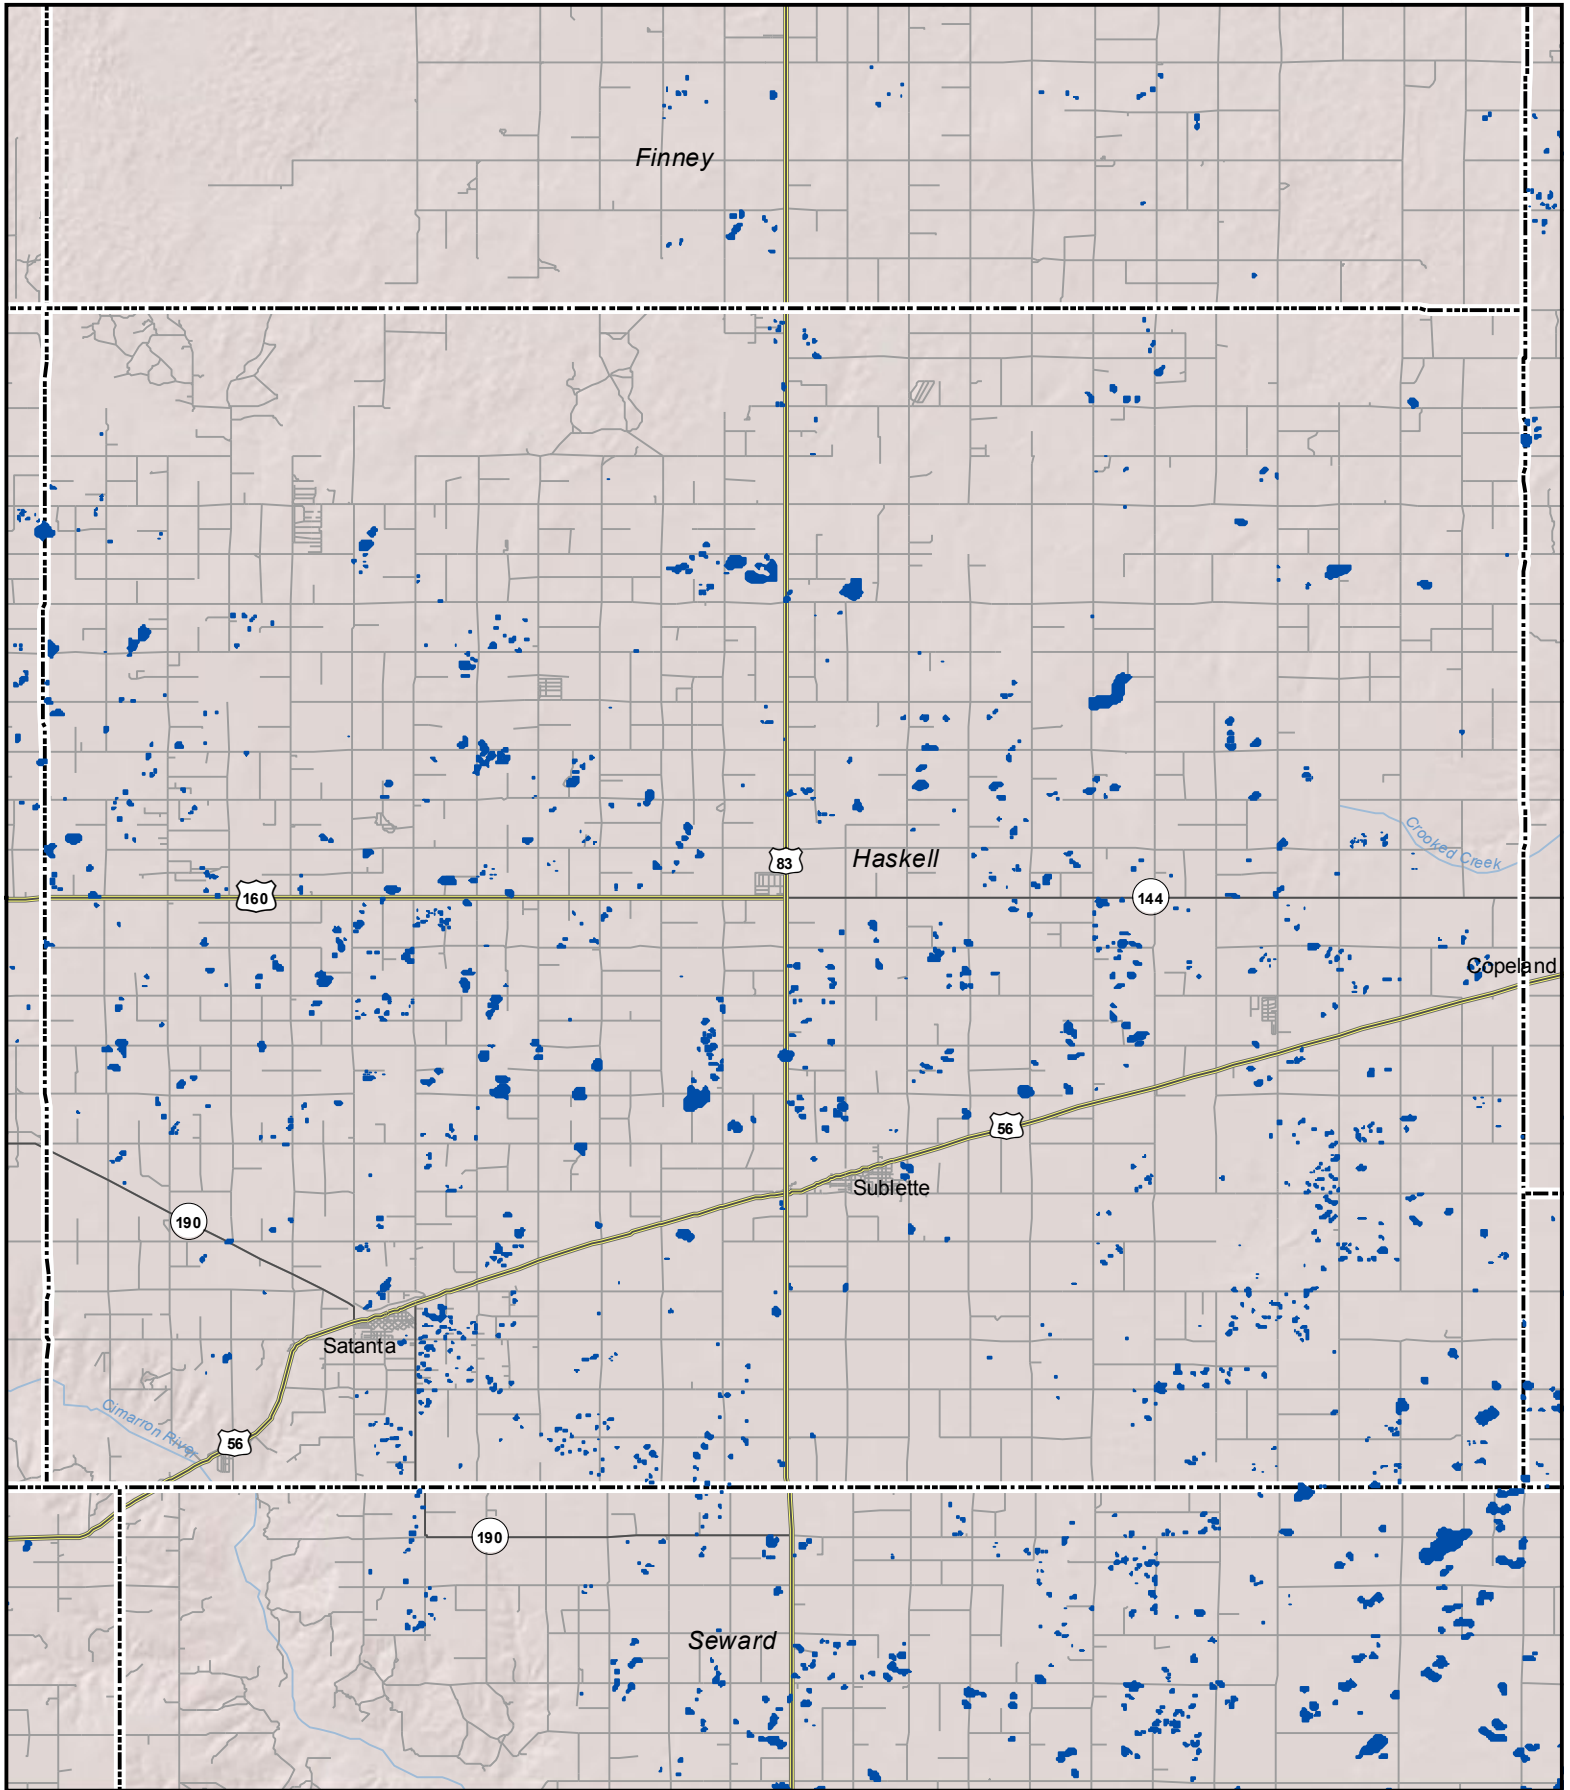 Finney
83
Haskell
Crooked Creek
160
144
Copeland
56
Sublette
190
Satanta
Cimarron River
56
190
Seward